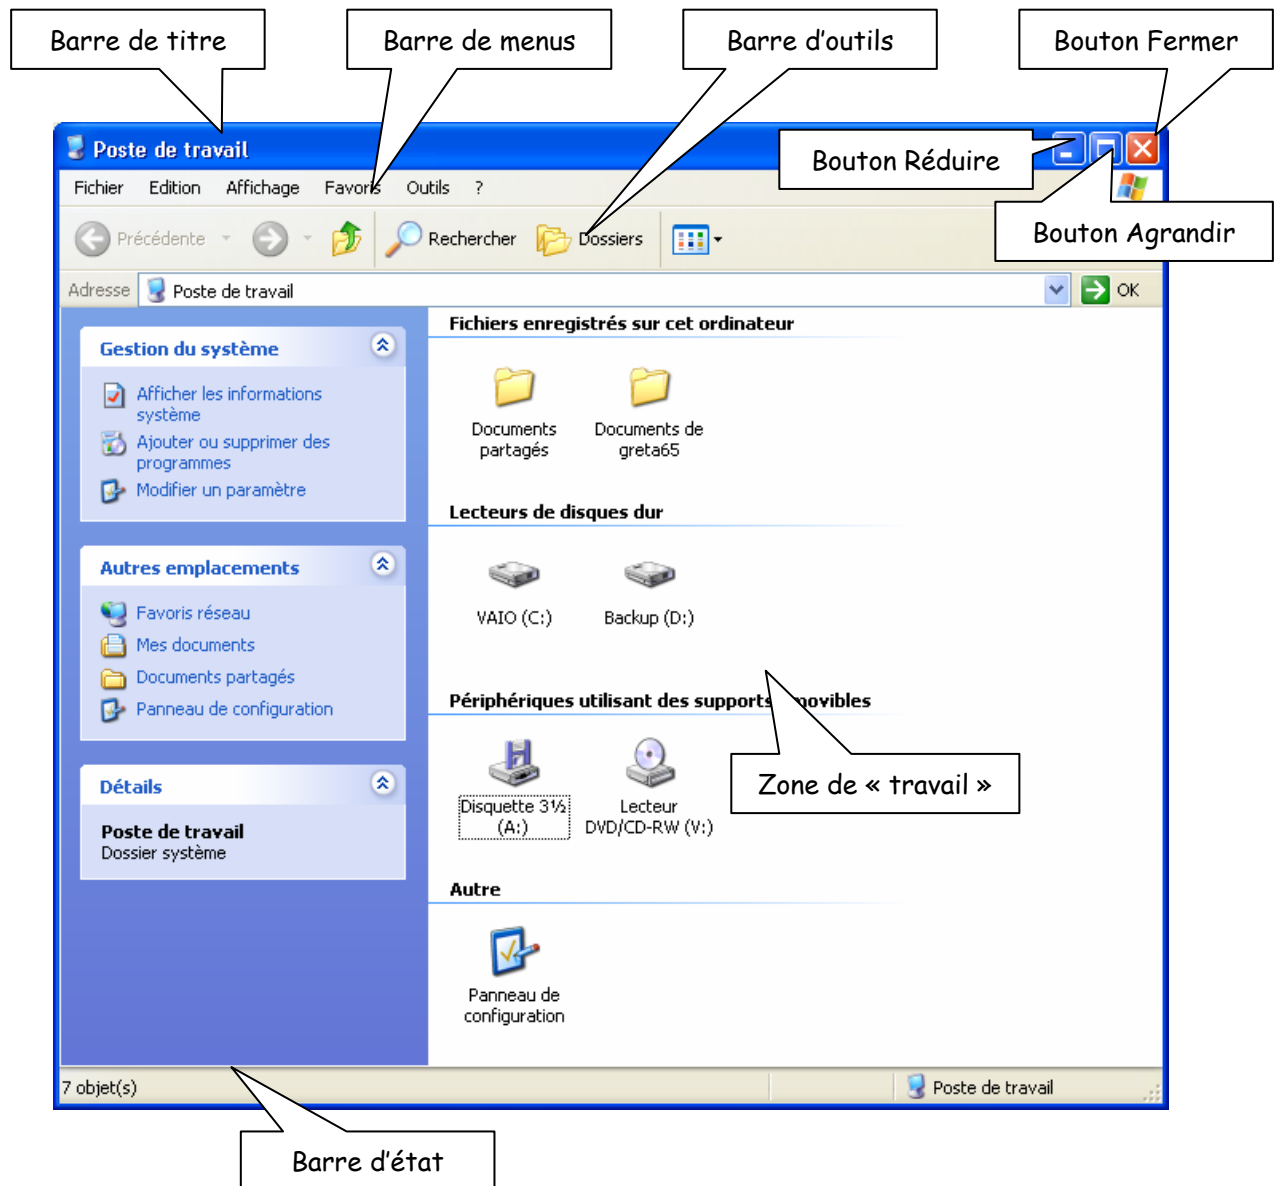 Barre de titre
Barre de menus
Barre d'outils
Bouton Fermer
Poste de travail
Bouton Réduire
Fichier Edition Affichage Favoris Outils ?
Bouton Agrandir
Précédente
Rechercher
Dossiers
Adresse
Poste de travail
OK
Gestion du système
Afficher les informations
système
Ajouter ou supprimer des
programmes
Modifier un paramètre
Autres emplacements
Favoris réseau
Mes documents
Documents partagés
Panneau de configuration
Détails
Poste de travail
Dossier système
Fichiers enregistrés sur cet ordinateur
Documents
partagés
Documents de
greta65
Lecteurs de disques dur
VAIO (C:)
Backup (D:)
Périphériques utilisant des supports amovibles
Disquette 3½
(A:)
Lecteur
DVD/CD-RW (V:)
Zone de « travail »
Autre
Panneau de
configuration
7 objet(s)
Poste de travail
Barre d'état